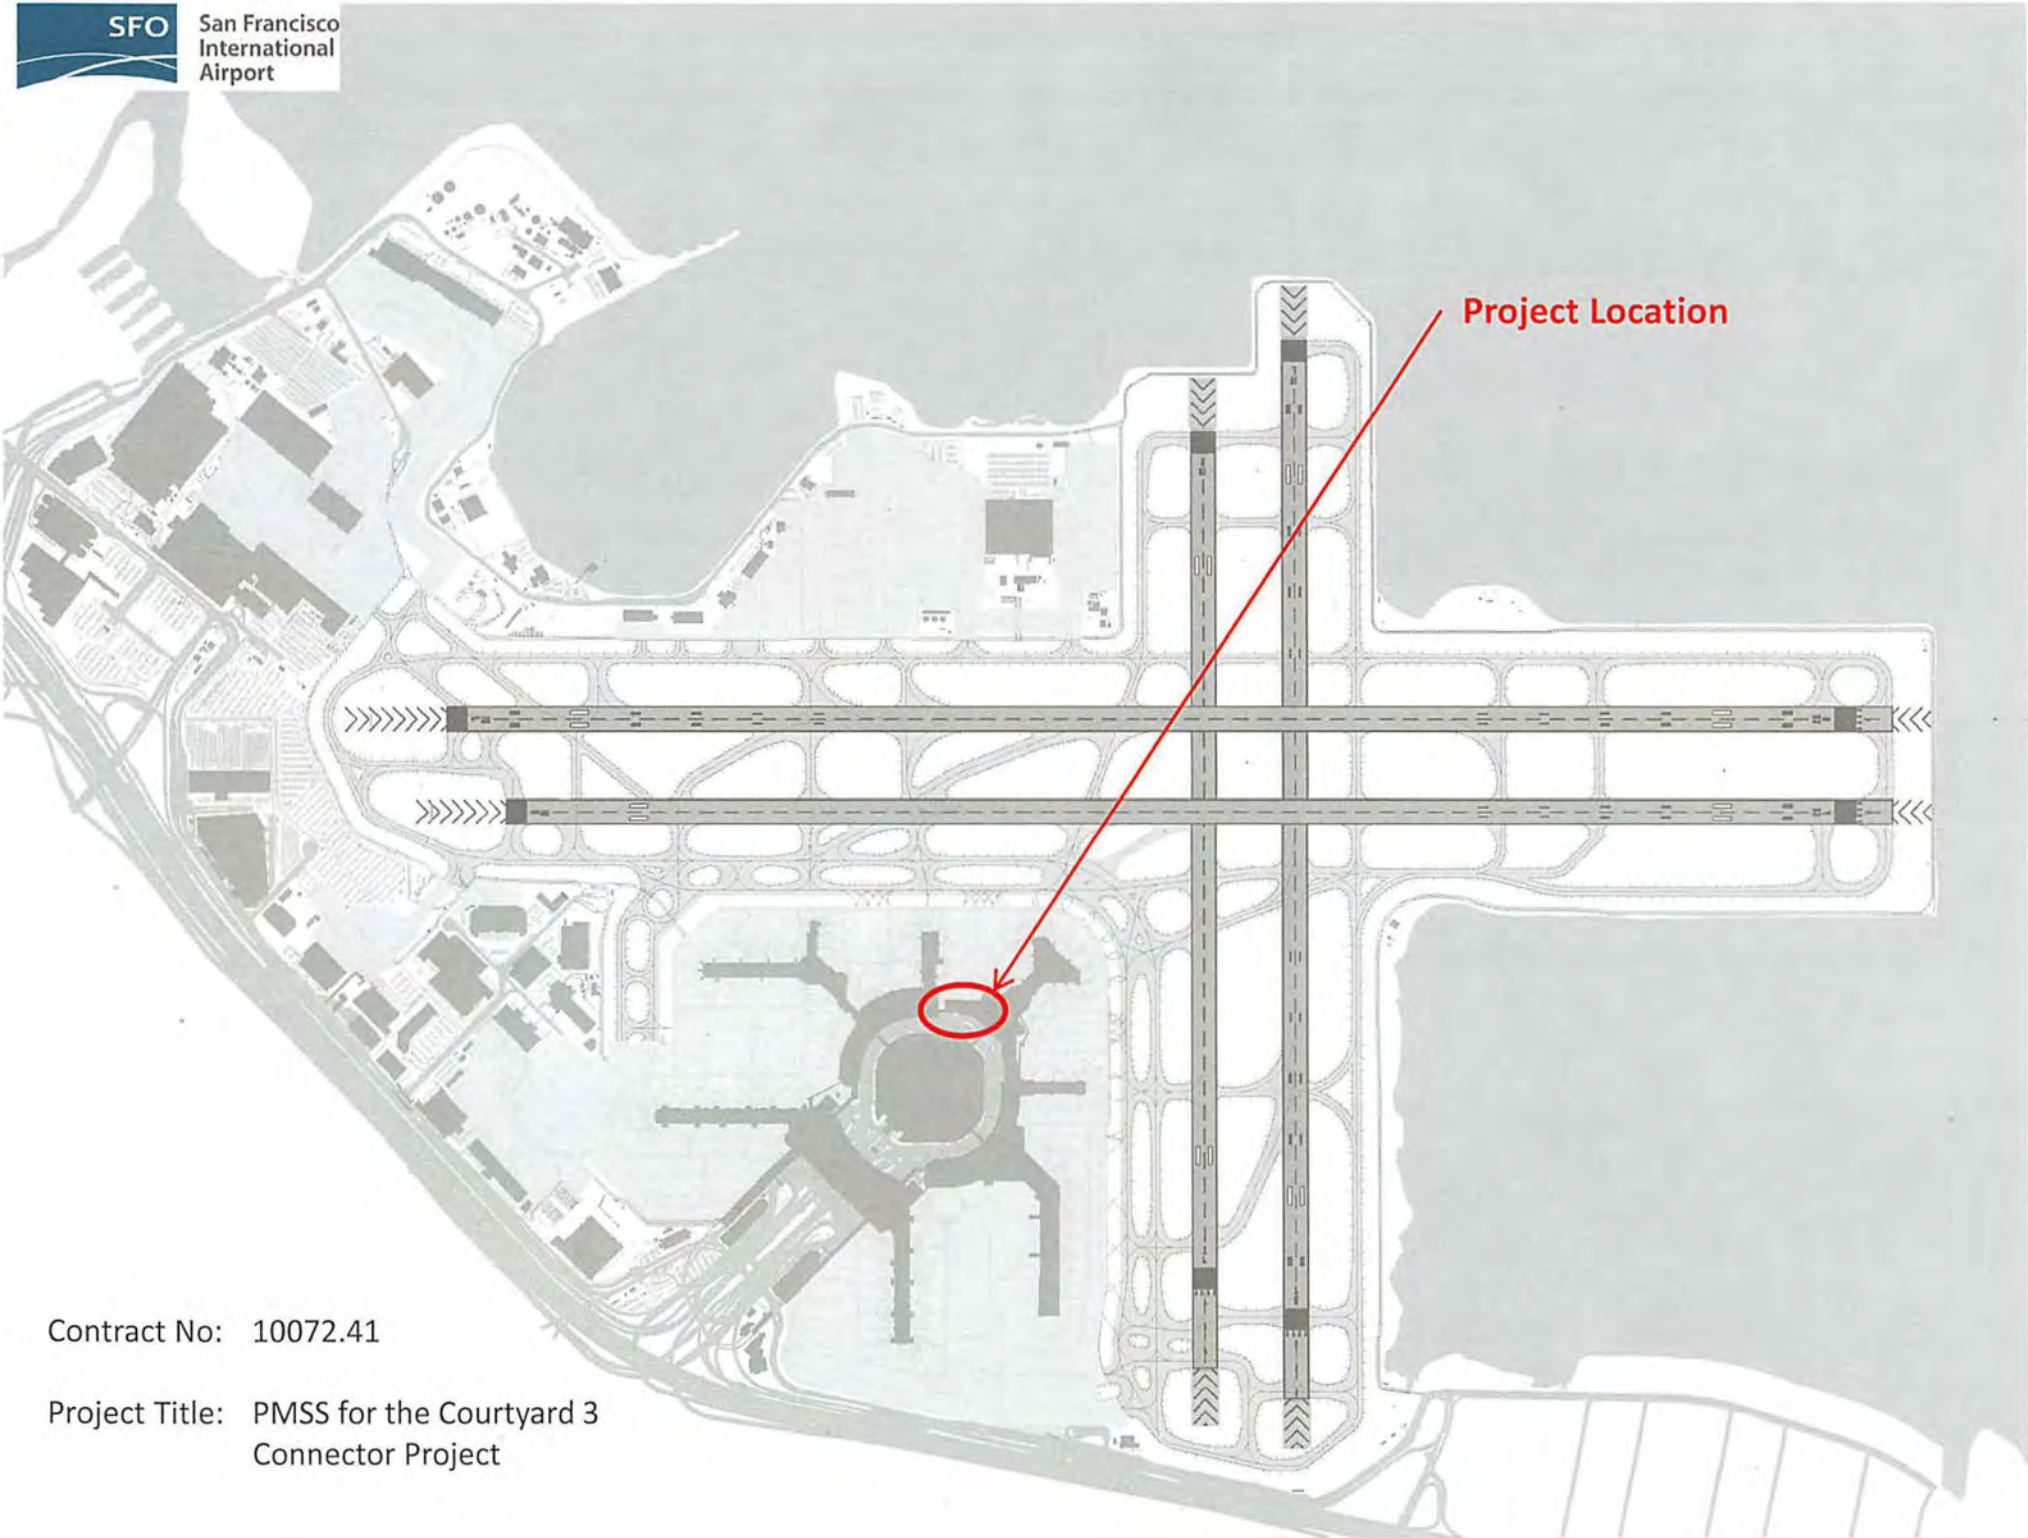 SFO
San Francisco
International
Airport
Project Location
Contract No: 10072.41
Project Title: PMSS for the Courtyard 3
Connector Project